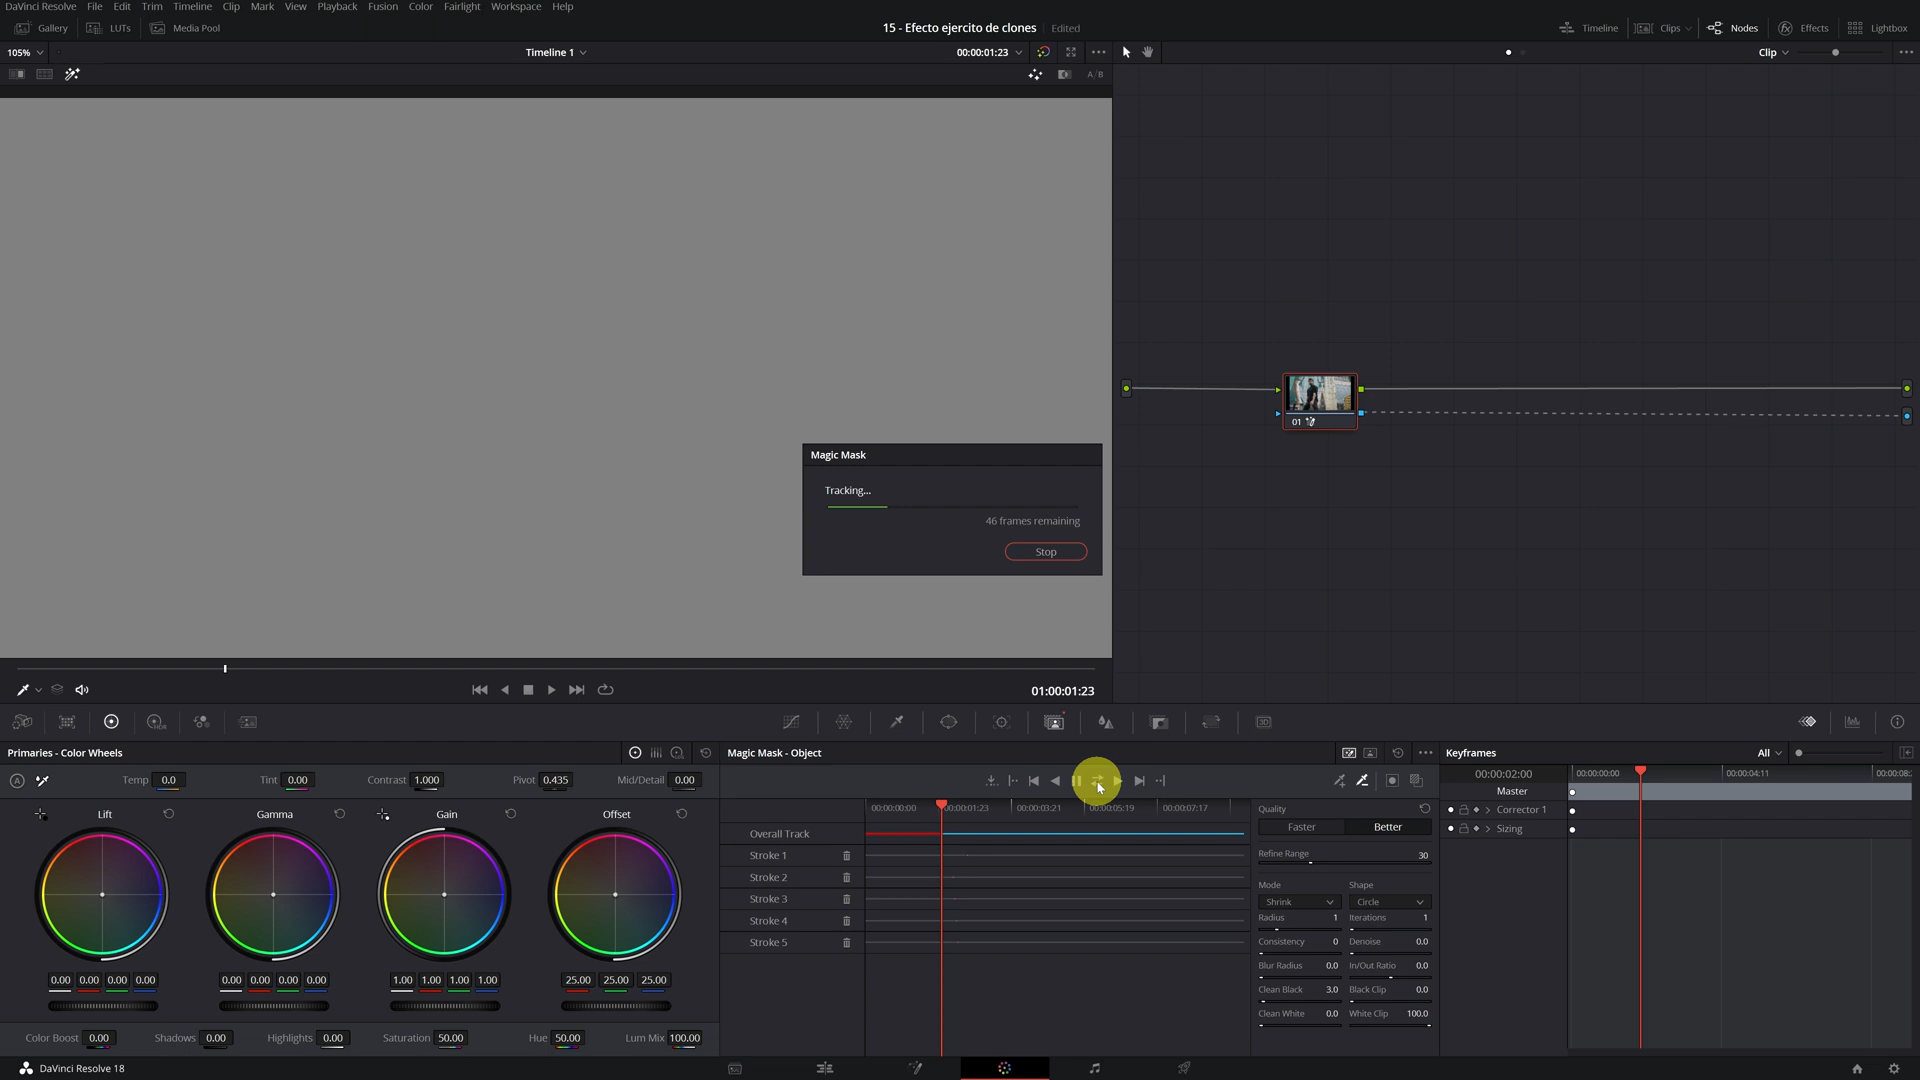 DaVinci Resolve File Edit Trim Timeline Clip Mark View Playback Fusion Color Fairlight Workspace Help
Gallery LUTs Media Pool 15 - Efecto ejercito de clones Edited Timeline Clips Nodes Effects Lightbox
105% Timeline 1 00:00:01:23 Clip
A/B
Magic Mask
Tracking...
46 frames remaining
Stop
01
01:00:01:23
HDR
3D
Primaries - Color Wheels Magic Mask - Object Keyframes All
A Temp 0.0 Tint 0.00 Contrast 1.000 Pivot 0.435 Mid/Detail 0.00
00:00:02:00 00:00:00:00 00:00:04:11 00:00:08:
Master
Lift Gamma Gain Offset
00:00:00:00 00:00:01:23 00:00:03:21 00:00:05:19 00:00:07:17
Quality
Faster Better
Corrector 1
Sizing
Overall Track
Stroke 1
Stroke 2
Stroke 3
Stroke 4
Stroke 5
Refine Range 30
Mode Shape
Shrink Circle
Radius 1 Iterations 1
Consistency 0 Denoise 0.0
Blur Radius 0.0 In/Out Ratio 0.0
Clean Black 3.0 Black Clip 0.0
Clean White 0.0 White Clip 100.0
0.00 0.00 0.00 0.00 0.00 0.00 0.00 0.00 1.00 1.00 1.00 1.00 25.00 25.00 25.00
Color Boost 0.00 Shadows 0.00 Highlights 0.00 Saturation 50.00 Hue 50.00 Lum Mix 100.00
DaVinci Resolve 18